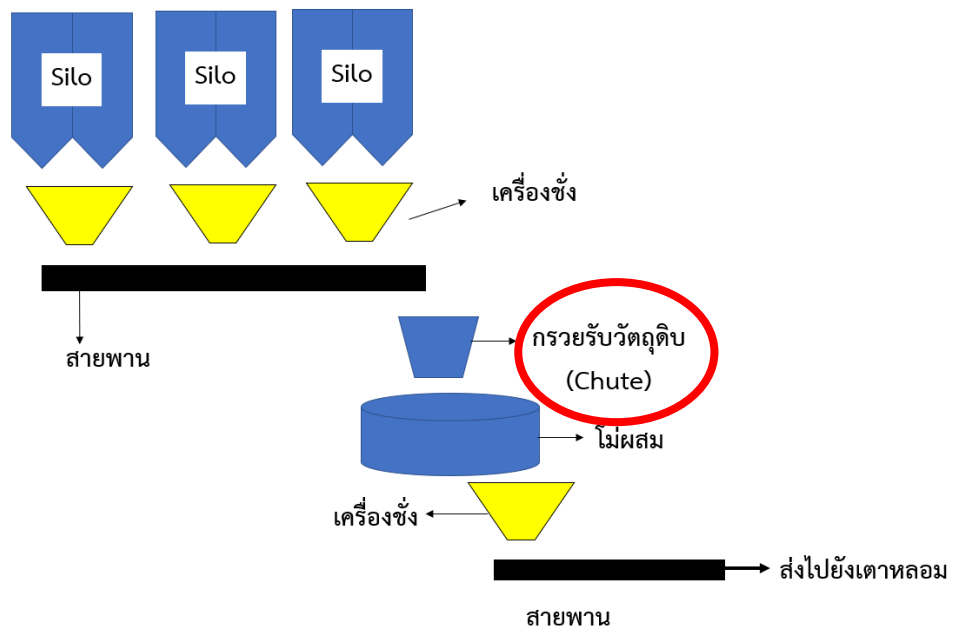 Silo
Silo
Silo
เครื่องชั่ง
สายพาน
กรวยรับวัตถุดิบ
(Chute)
โม่ผสม
เครื่องชั่ง
ส่งไปยังเตาหลอม
สายพาน